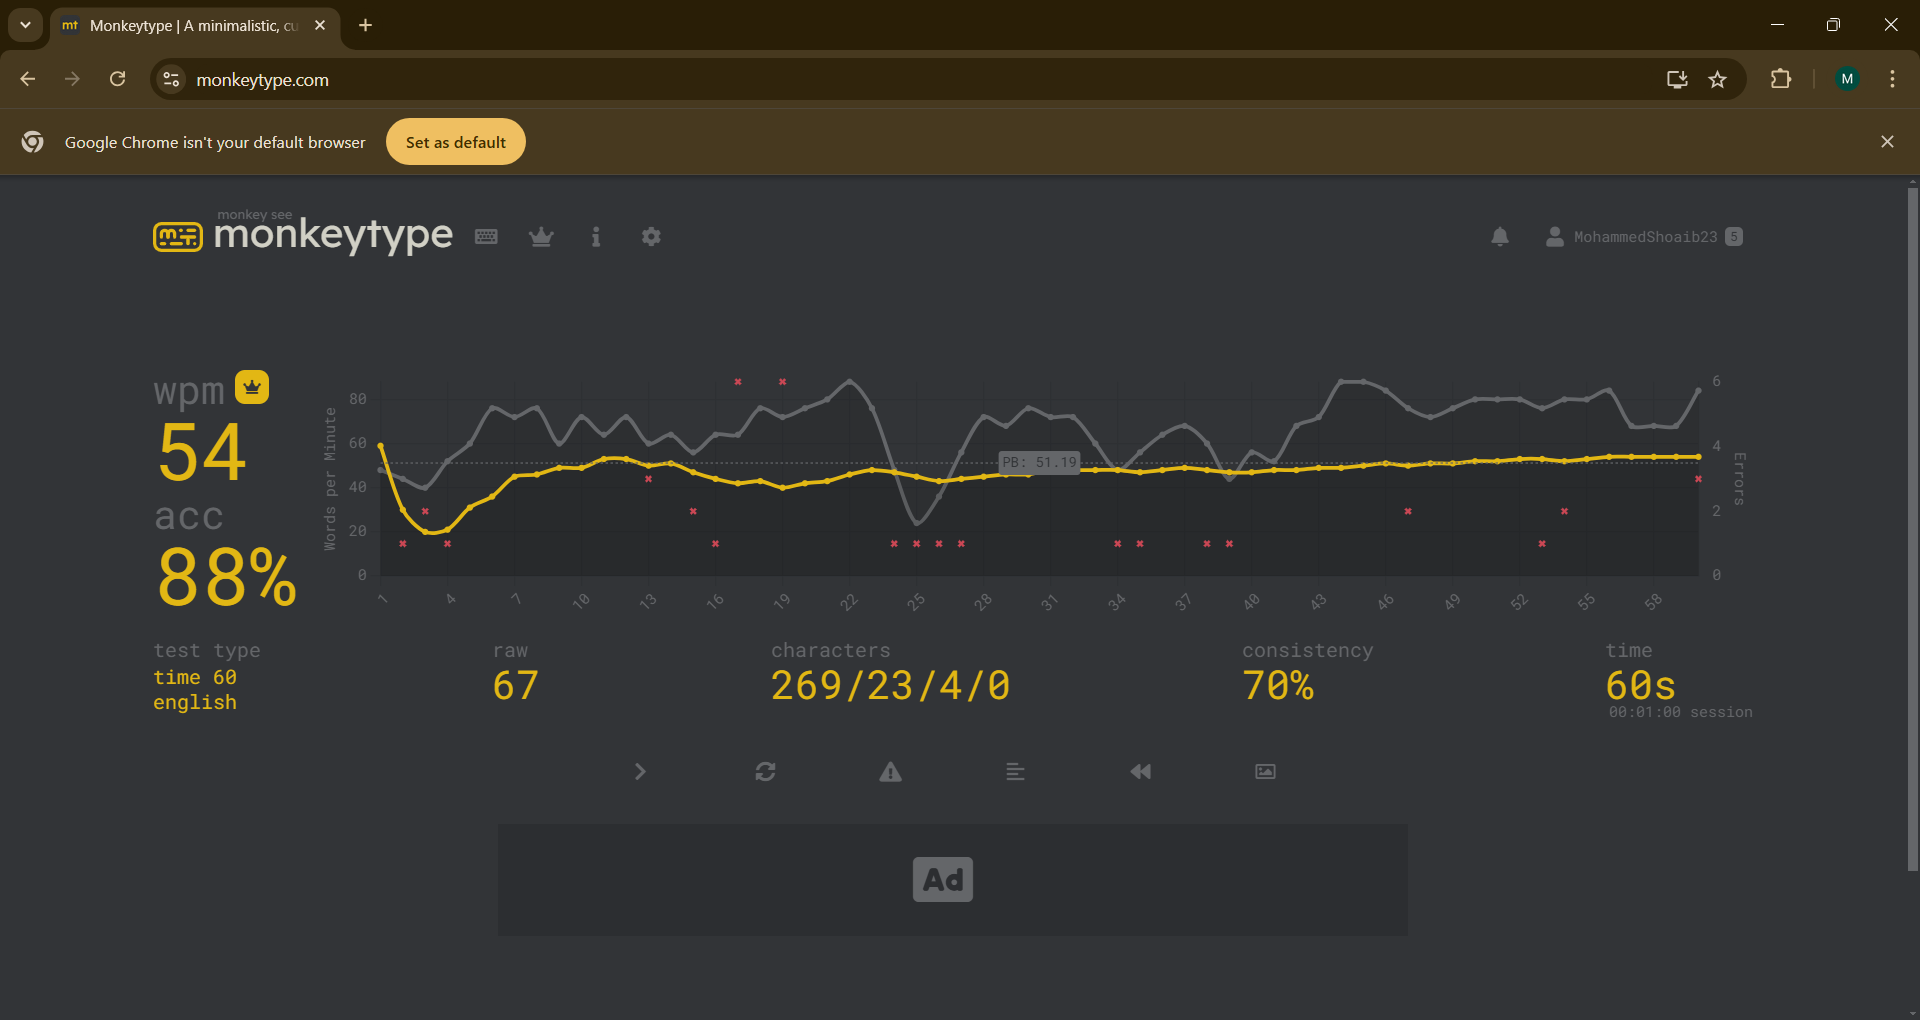 mt Monkeytype | A minimalistic, cu
monkeytype.com
M
Google Chrome isn't your default browser
Set as default
monkey see
monkeytype
MohammedShoaib23 5
wpm
54
acc
88%
Words per Minute
80
60
40
20
0
PB: 51.19
6
4
2
0
Errors
1 4 7 10 13 16 19 22 25 28 31 34 37 40 43 46 49 52 55 58
test type
time 60
english
raw
67
characters
269/23/4/0
consistency
70%
time
60s
00:01:00 session
Ad